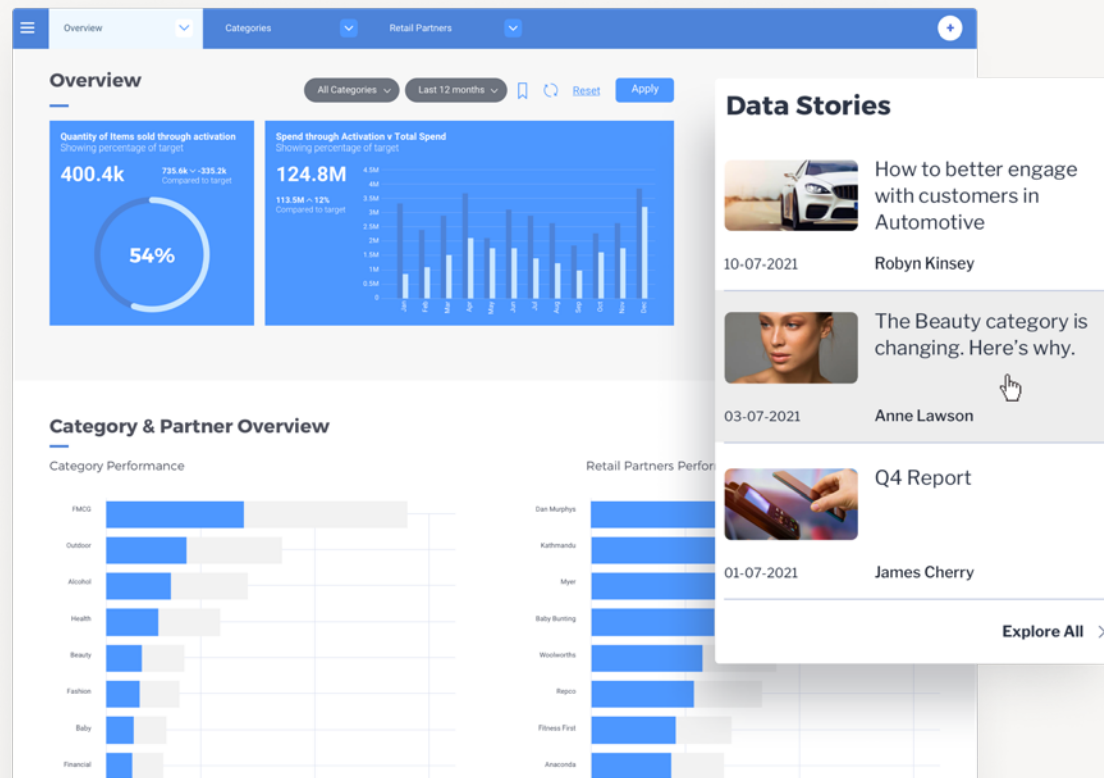 Overview
Categories
Retail Partners
Overview
All Categories
Last 12 months
Reset
Apply
Quantity of Items sold through activation
Showing percentage of target
400.4k
735.6k -335.2k
Compared to target
54%
Spend through Activation v Total Spend
Showing percentage of target
124.8M
113.5M 12%
Compared to target
4.5M
4M
3.5M
3M
2.5M
2M
1.5M
1M
0.5M
0
Jan
Feb
Mar
Apr
May
Jun
Jul
Aug
Sep
Oct
Nov
Dec
Data Stories
How to better engage
with customers in
Automotive
10-07-2021
Robyn Kinsey
The Beauty category is
changing. Here's why.
03-07-2021
Anne Lawson
Q4 Report
01-07-2021
James Cherry
Explore All
Category & Partner Overview
Category Performance
FMCG
Outdoor
Alcohol
Health
Beauty
Fashion
Baby
Financial
Retail Partners Perfor
Dan Murphys
Kathmandu
Myer
Baby Bunting
Woolworths
Repco
Fitness First
Anaconda